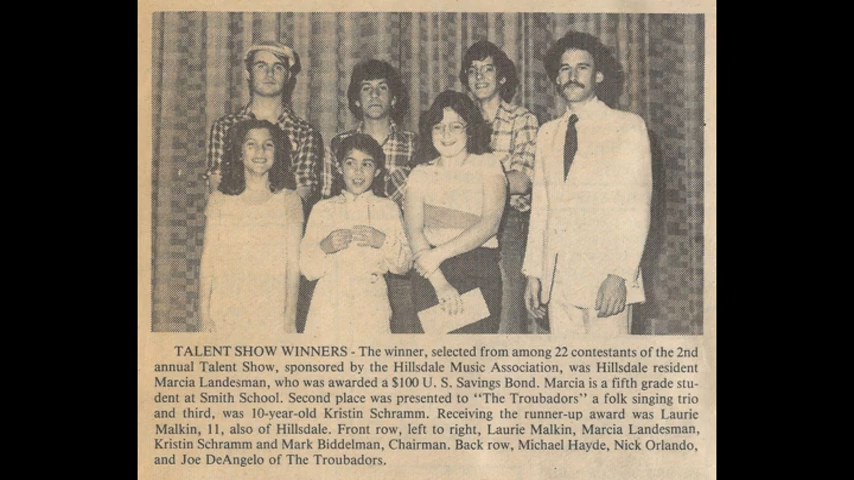 TALENT SHOW WINNERS - The winner, selected from among 22 contestants of the 2nd
annual Talent Show, sponsored by the Hillsdale Music Association, was Hillsdale resident
Marcia Landesman, who was awarded a $100 U. S. Savings Bond. Marcia is a fifth grade stu-
dent at Smith School. Second place was presented to "The Troubadors" a folk singing trio
and third, was 10-year-old Kristin Schramm. Receiving the runner-up award was Laurie
Malkin, 11, also of Hillsdale. Front row, left to right, Laurie Malkin, Marcia Landesman,
Kristin Schramm and Mark Biddelman, Chairman. Back row, Michael Hayde, Nick Orlando,
and Joe DeAngelo of The Troubadors.